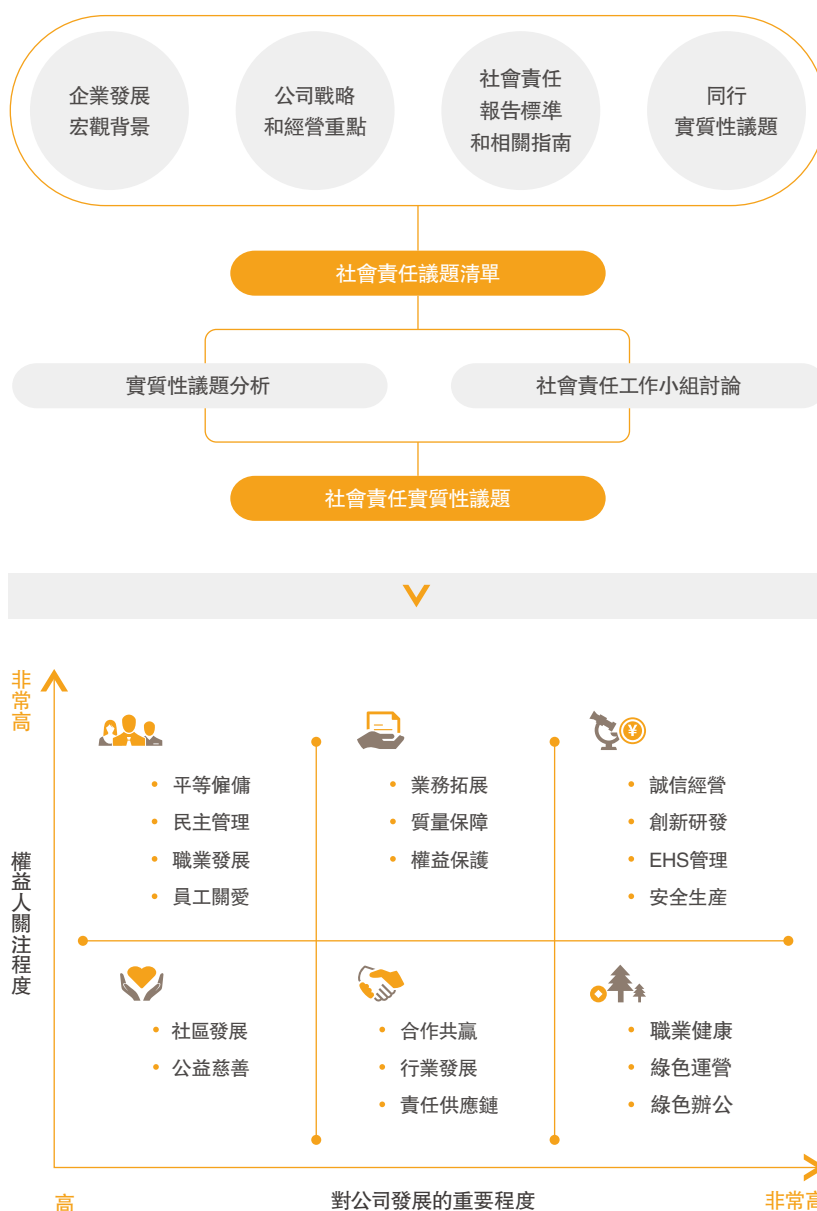 企業發展
宏觀背景
公司戰略
和經營重點
社會責任
報告標準
和相關指南
同行
實質性議題
社會責任議題清單
實質性議題分析
社會責任工作小組討論
社會責任實質性議題
非常高
權益人關注程度
¥
• 平等僱傭
• 民主管理
• 職業發展
• 員工關愛
• 業務拓展
• 質量保障
• 權益保護
• 誠信經營
• 創新研發
• EHS管理
• 安全生産
• 社區發展
• 公益慈善
• 合作共贏
• 行業發展
• 責任供應鏈
• 職業健康
• 綠色運營
• 綠色辦公
高
對公司發展的重要程度
非常高